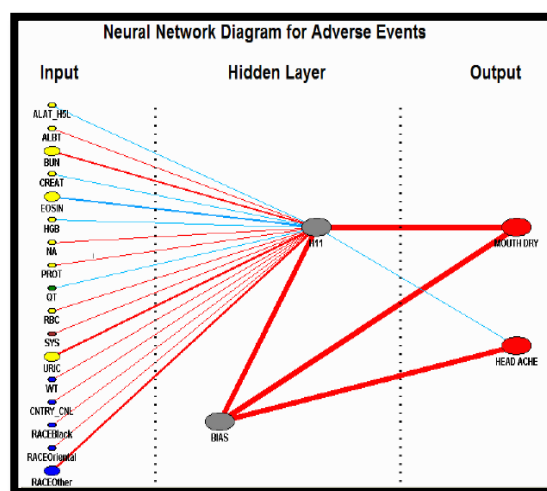 Neural Network Diagram for Adverse Events
Input Hidden Layer Output
ALAT_H5L
ALBT
BUN
CREAT
EOSIN
HGB
NA
PROT
QT
RBC
SYS
URIC
WT
CNTRY_CNL
RACEBlack
RACEOriental
RACEOther
H11
BIAS
MOUTH DRY
HEAD ACHE